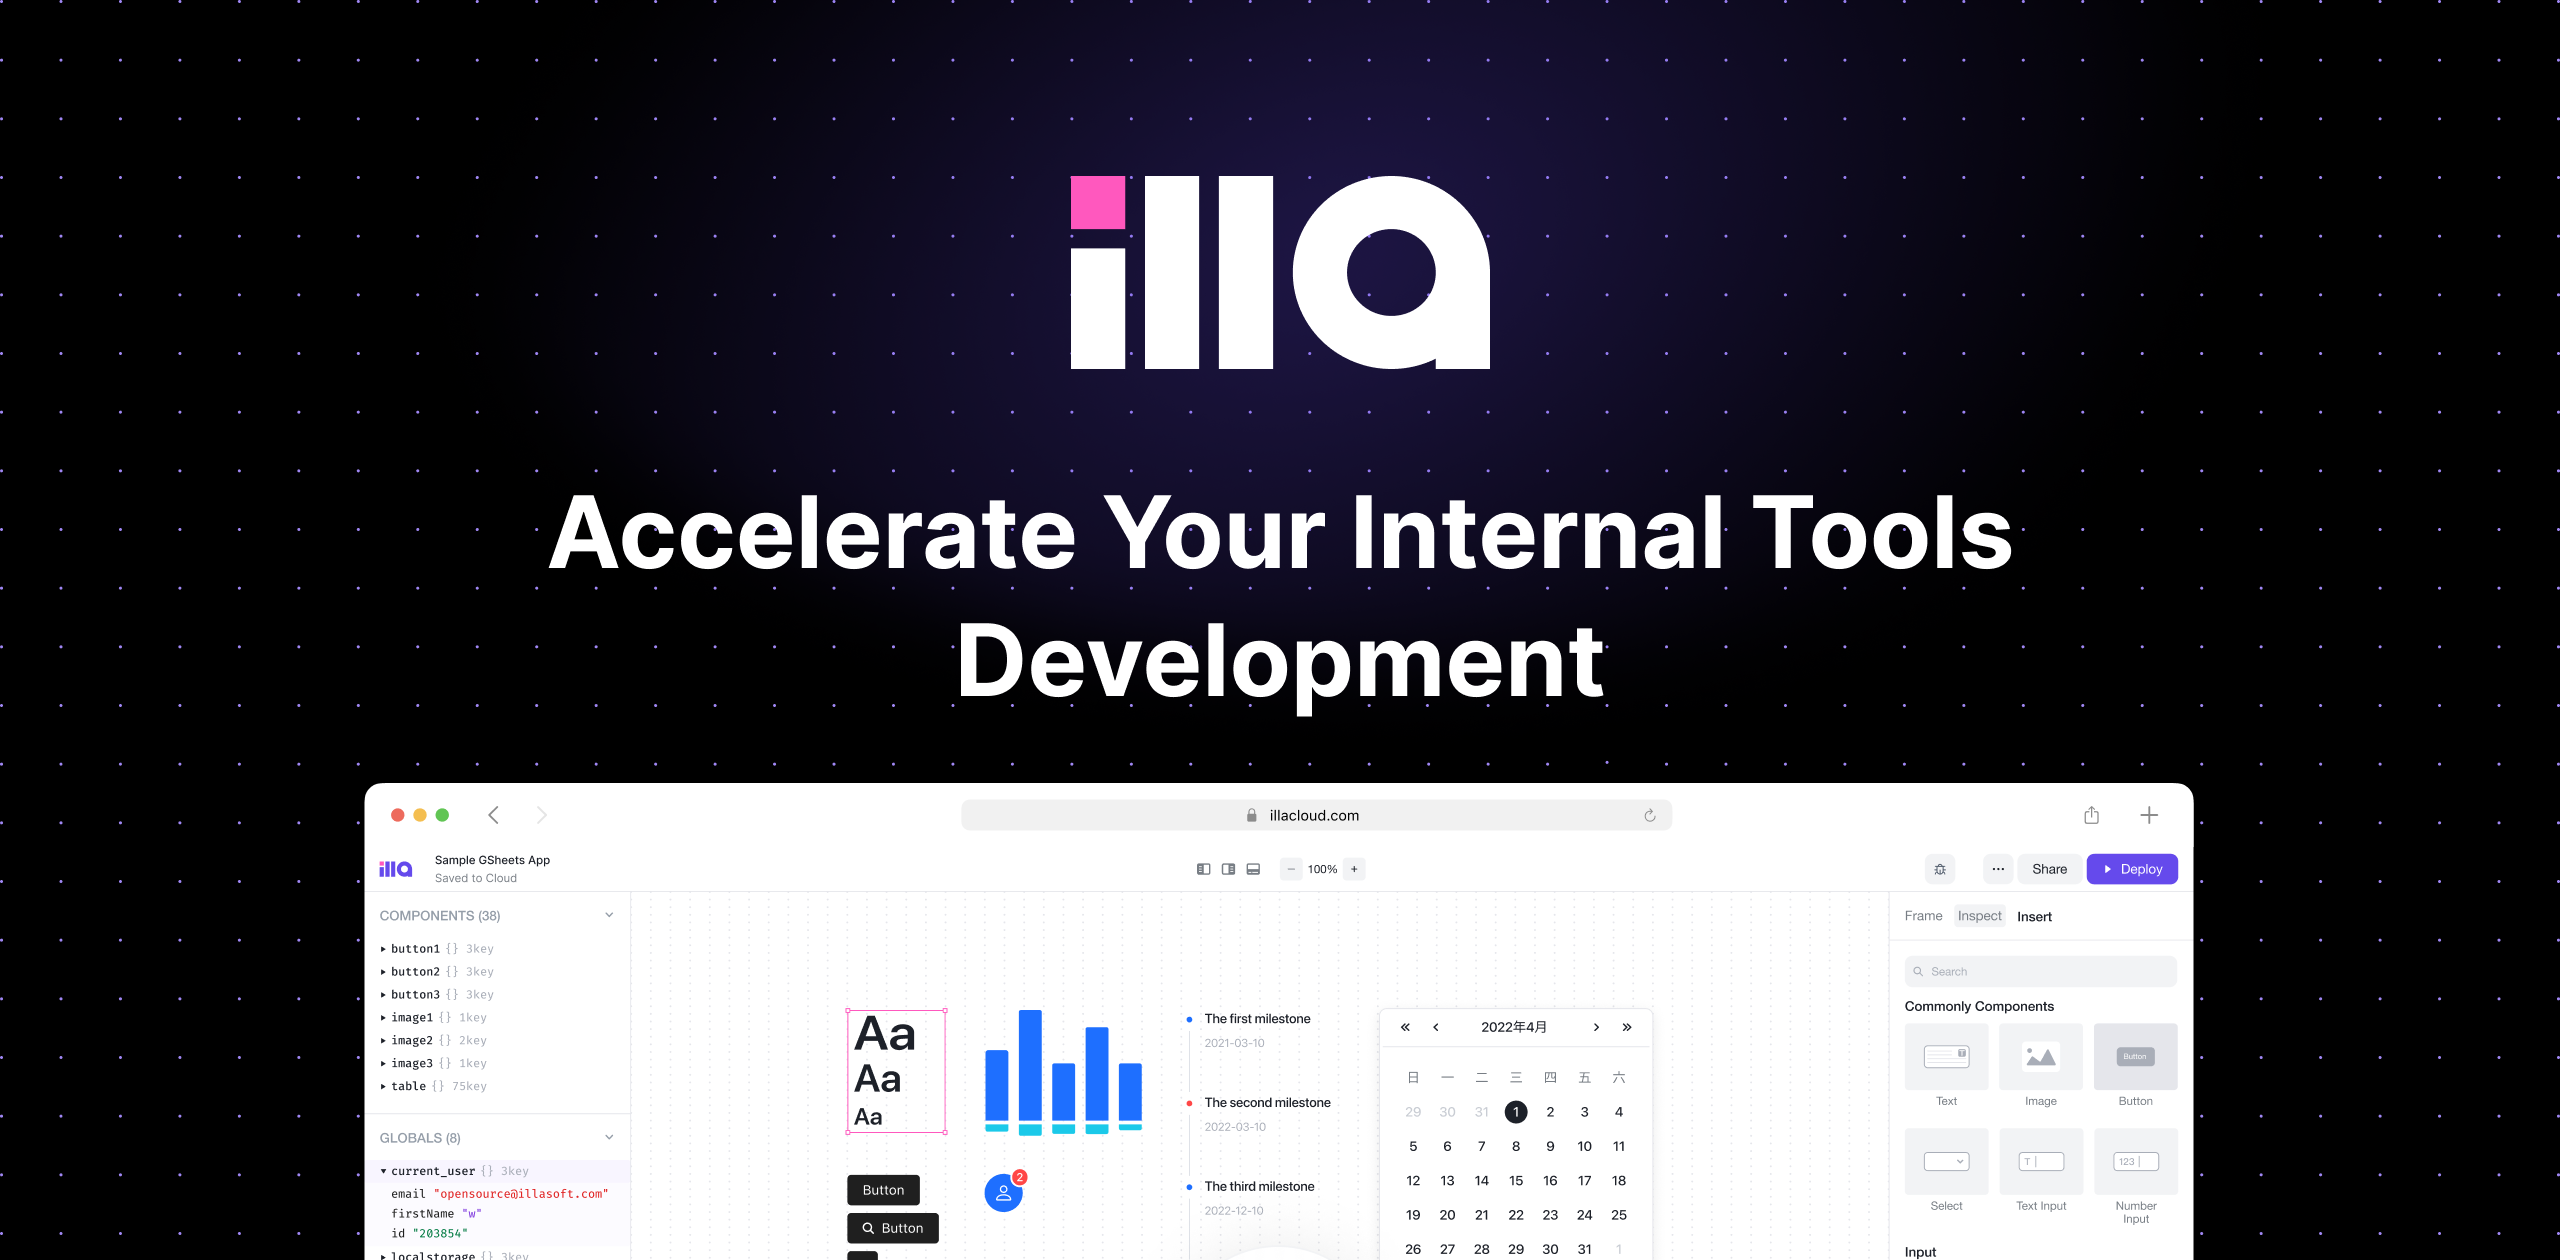 illa
Accelerate Your Internal Tools
Development
illacloud.com
illa
Sample GSheets App
Saved to Cloud
100%
Share
Deploy
COMPONENTS (38)
button1 {} 3key
button2 {} 3key
button3 {} 3key
image1 {} 1key
image2 {} 2key
image3 {} 1key
table {} 75key
GLOBALS (8)
current_user {} 3key
email "opensource@illasoft.com"
firstName "w"
id "203854"
localstorage {} 3key
Aa
Aa
Aa
Button
Button
2
The first milestone
2021-03-10
The second milestone
2022-03-10
The third milestone
2022-12-10
« ‹ 2022年4月 › »
日 一 二 三 四 五 六
29 30 31 1 2 3 4
5 6 7 8 9 10 11
12 13 14 15 16 17 18
19 20 21 22 23 24 25
26 27 28 29 30 31 1
Frame Inspect Insert
Search
Commonly Components
Button
Text Image Button
T 123
Select Text Input Number
Input
Input